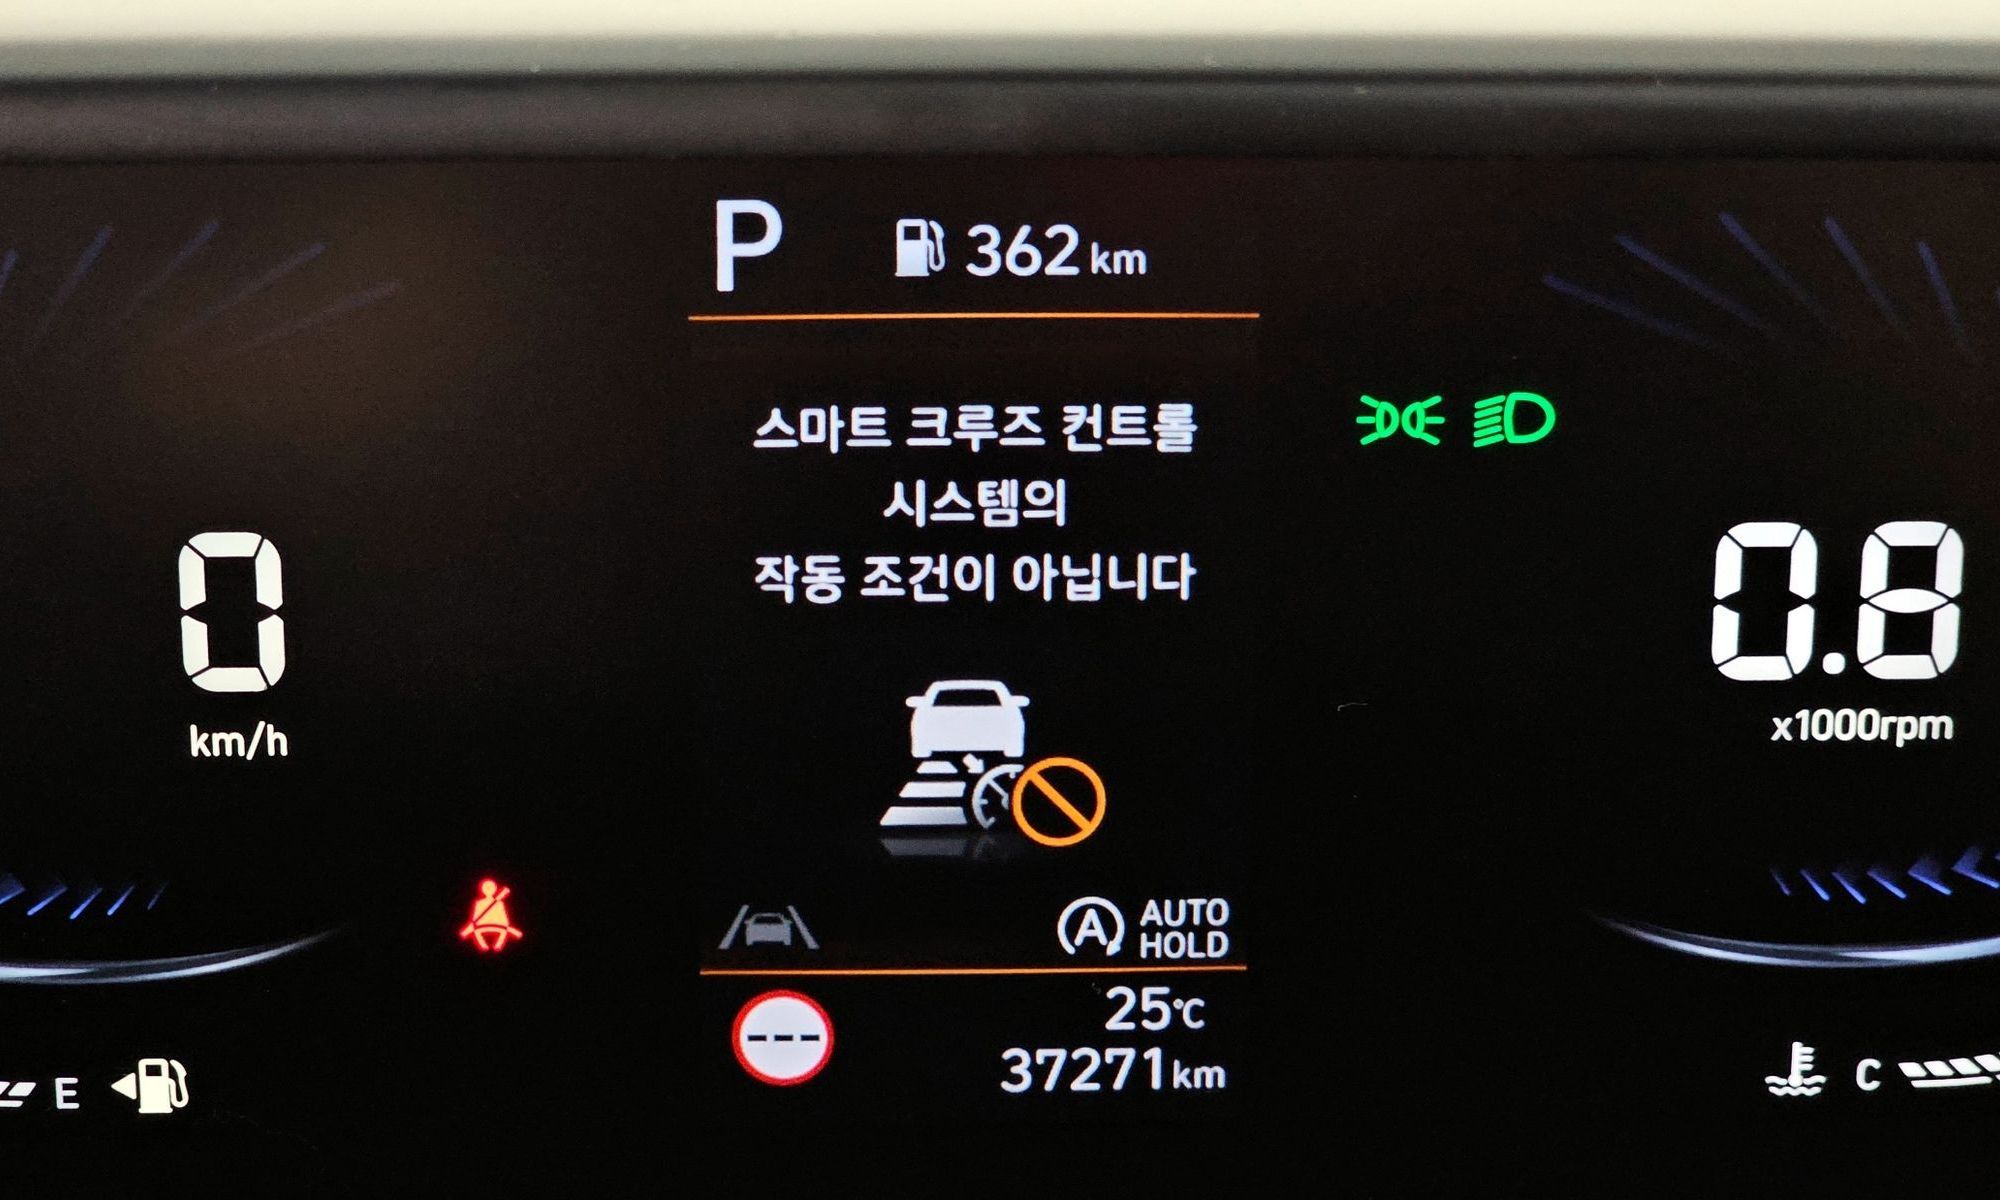 P 362 km
스마트 크루즈 컨트롤
시스템의
작동 조건이 아닙니다
0
km/h
0.8
x1000rpm
A AUTO
HOLD
---
25℃
37271 km
E
C